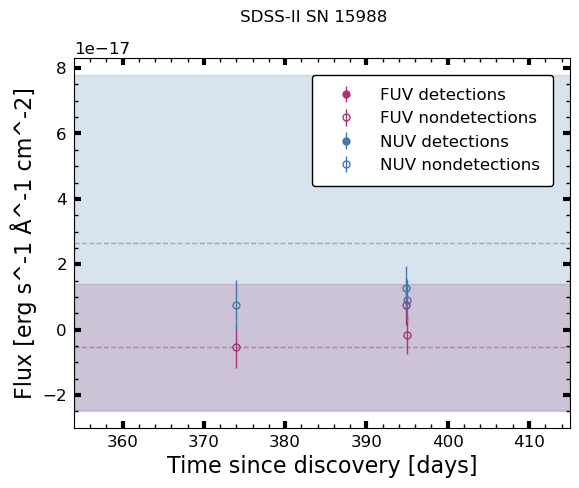 SDSS-II SN 15988
1e−17
8
6
4
2
0
−2
Flux [erg s^-1 Å^-1 cm^-2]
FUV detections
FUV nondetections
NUV detections
NUV nondetections
360 370 380 390 400 410
Time since discovery [days]